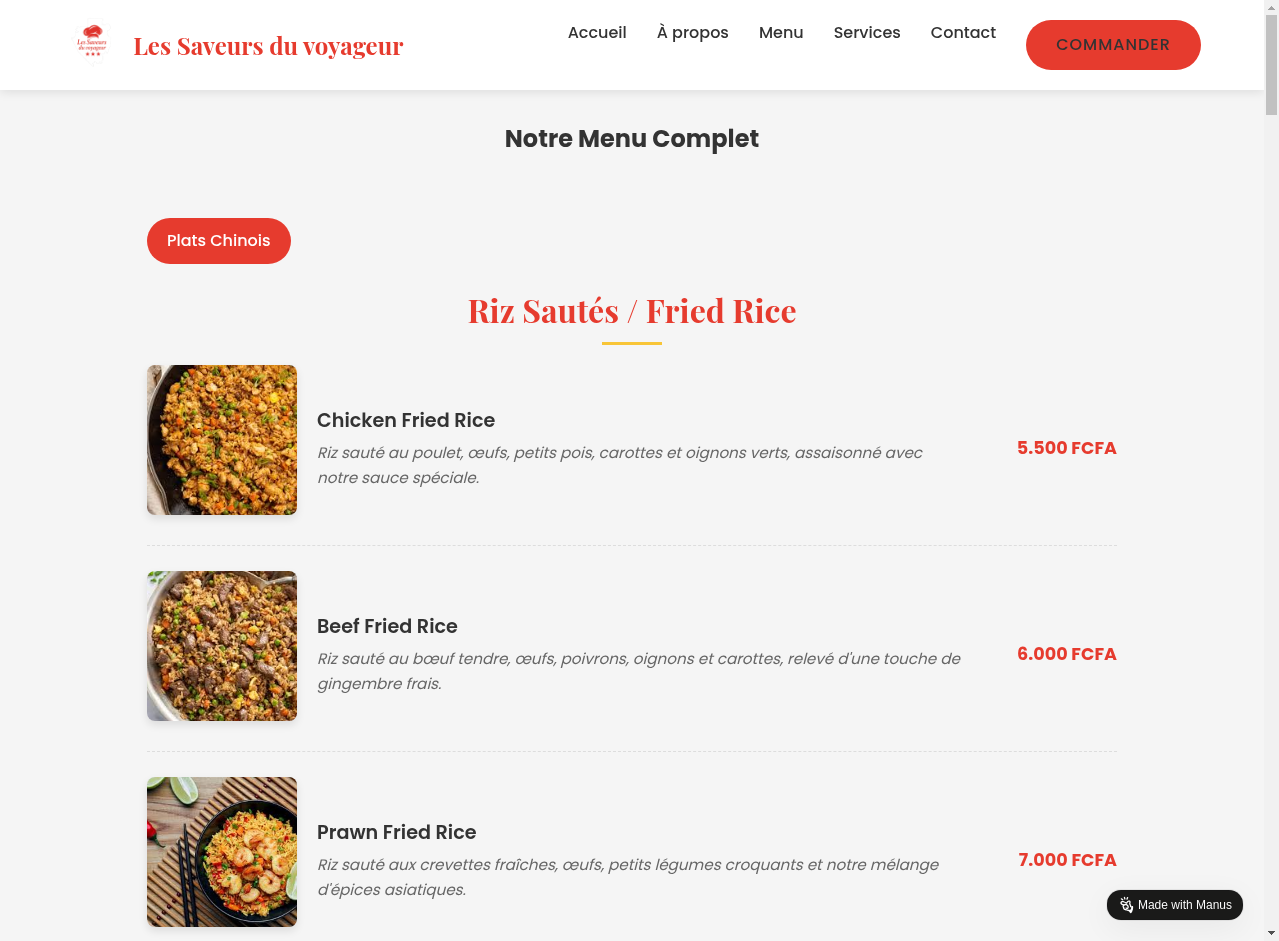 Les Saveurs
du voyageur
Les Saveurs du voyageur
Accueil
À propos
Menu
Services
Contact
COMMANDER
Notre Menu Complet
Plats Chinois
Riz Sautés / Fried Rice
Chicken Fried Rice
Riz sauté au poulet, œufs, petits pois, carottes et oignons verts, assaisonné avec
notre sauce spéciale.
5.500 FCFA
Beef Fried Rice
Riz sauté au bœuf tendre, œufs, poivrons, oignons et carottes, relevé d'une touche de
gingembre frais.
6.000 FCFA
Prawn Fried Rice
Riz sauté aux crevettes fraîches, œufs, petits légumes croquants et notre mélange
d'épices asiatiques.
7.000 FCFA
Made with Manus